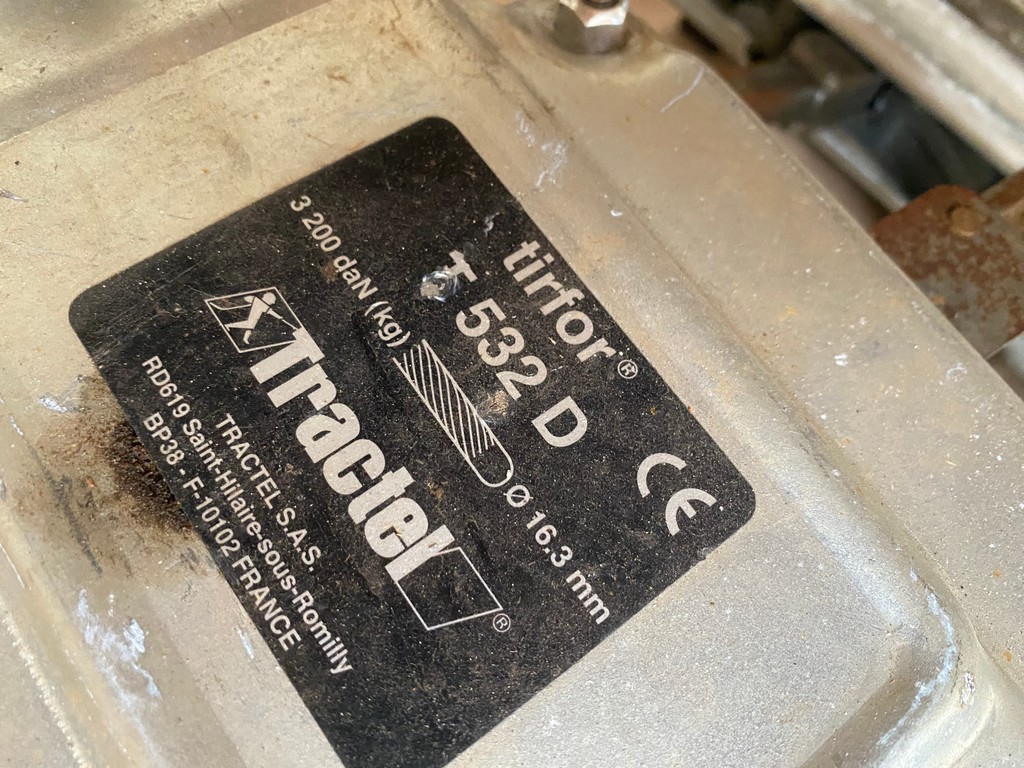 tirfor®
T 532 D
CE
3 200 daN (kg) Ø 16.3 mm
Tractel®
TRACTEL S.A.S.
RD619 Saint-Hilaire-sous-Romilly
BP38 - F-10102 FRANCE